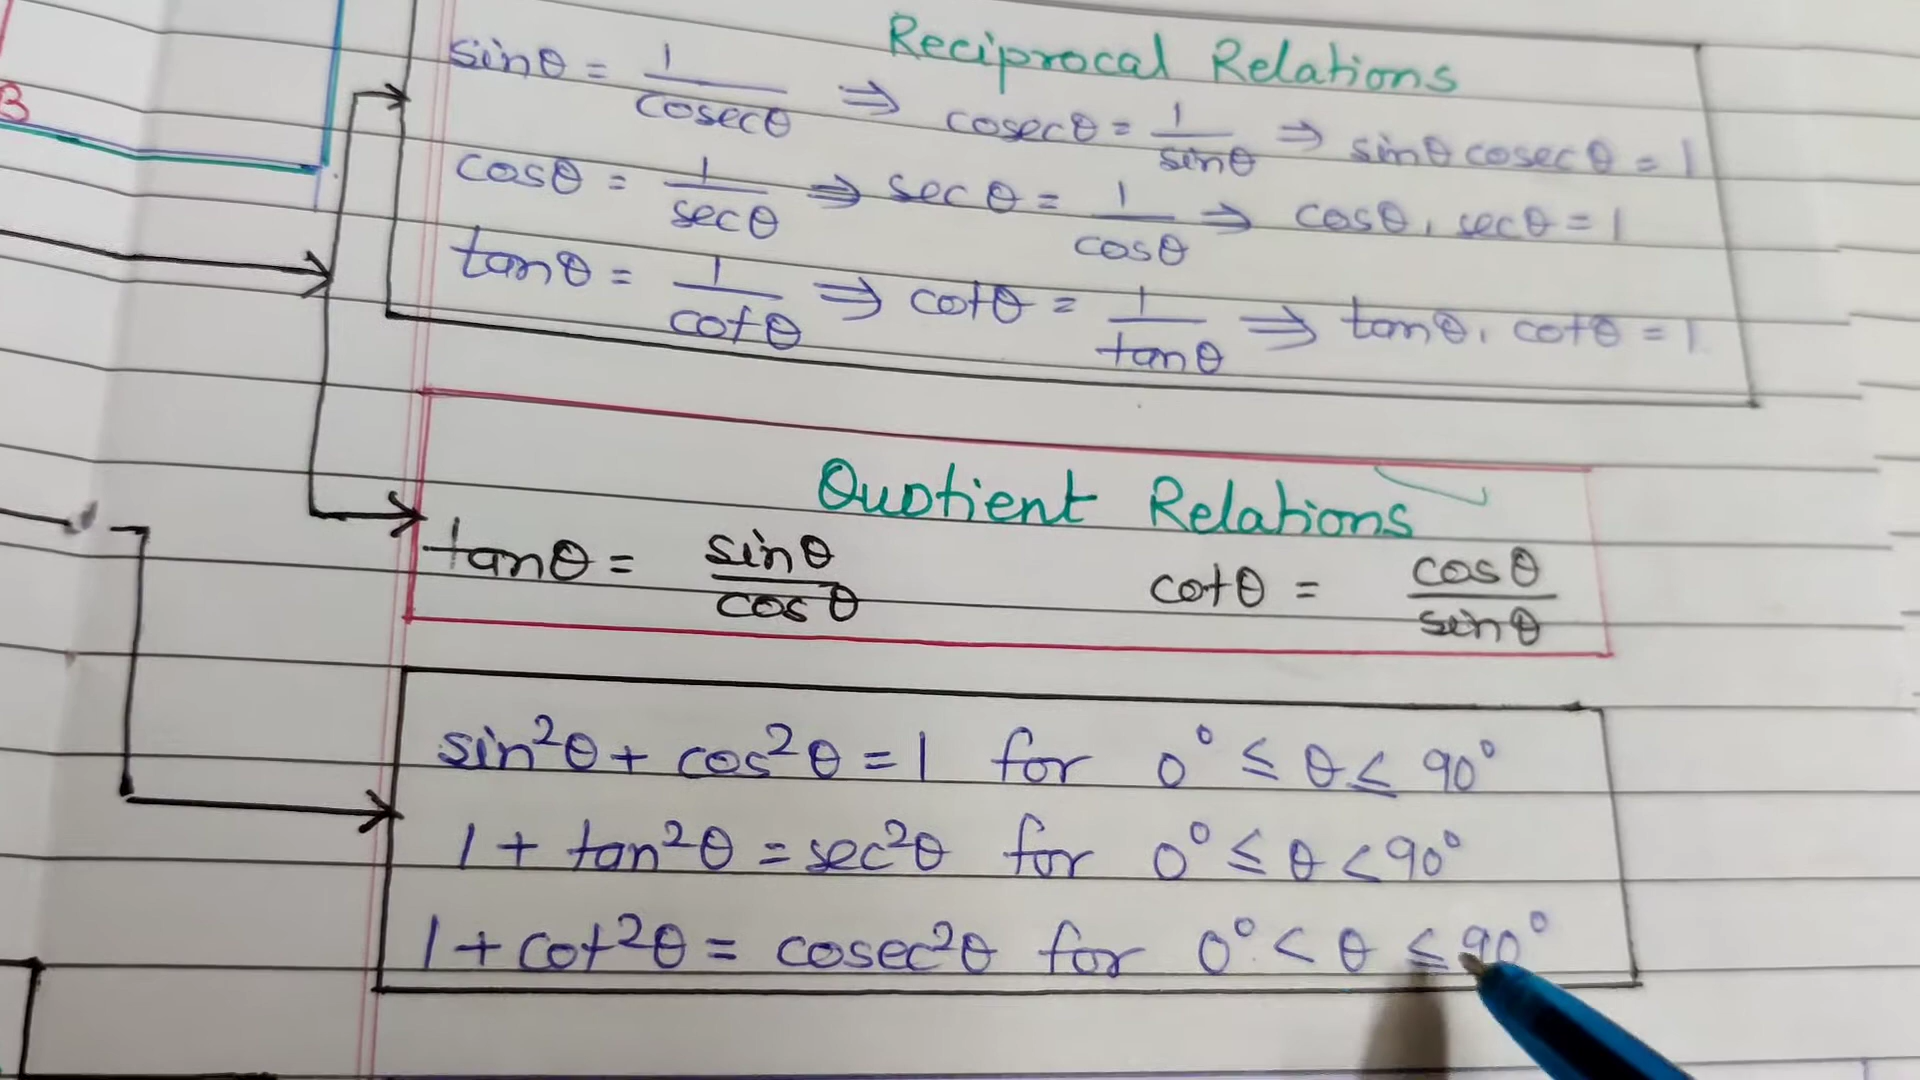 B
Reciprocal Relations
sinθ = 1/cosecθ ⇒ cosecθ = 1/sinθ ⇒ sinθ cosecθ = 1
cosθ = 1/secθ ⇒ secθ = 1/cosθ ⇒ cosθ. secθ = 1
tanθ = 1/cotθ ⇒ cotθ = 1/tanθ ⇒ tanθ. cotθ = 1
Quotient Relations
tanθ = sinθ/cosθ cotθ = cosθ/sinθ
sin²θ + cos²θ = 1 for 0° ≤ θ ≤ 90°
1 + tan²θ = sec²θ for 0° ≤ θ < 90°
1 + cot²θ = cosec²θ for 0° < θ ≤ 90°